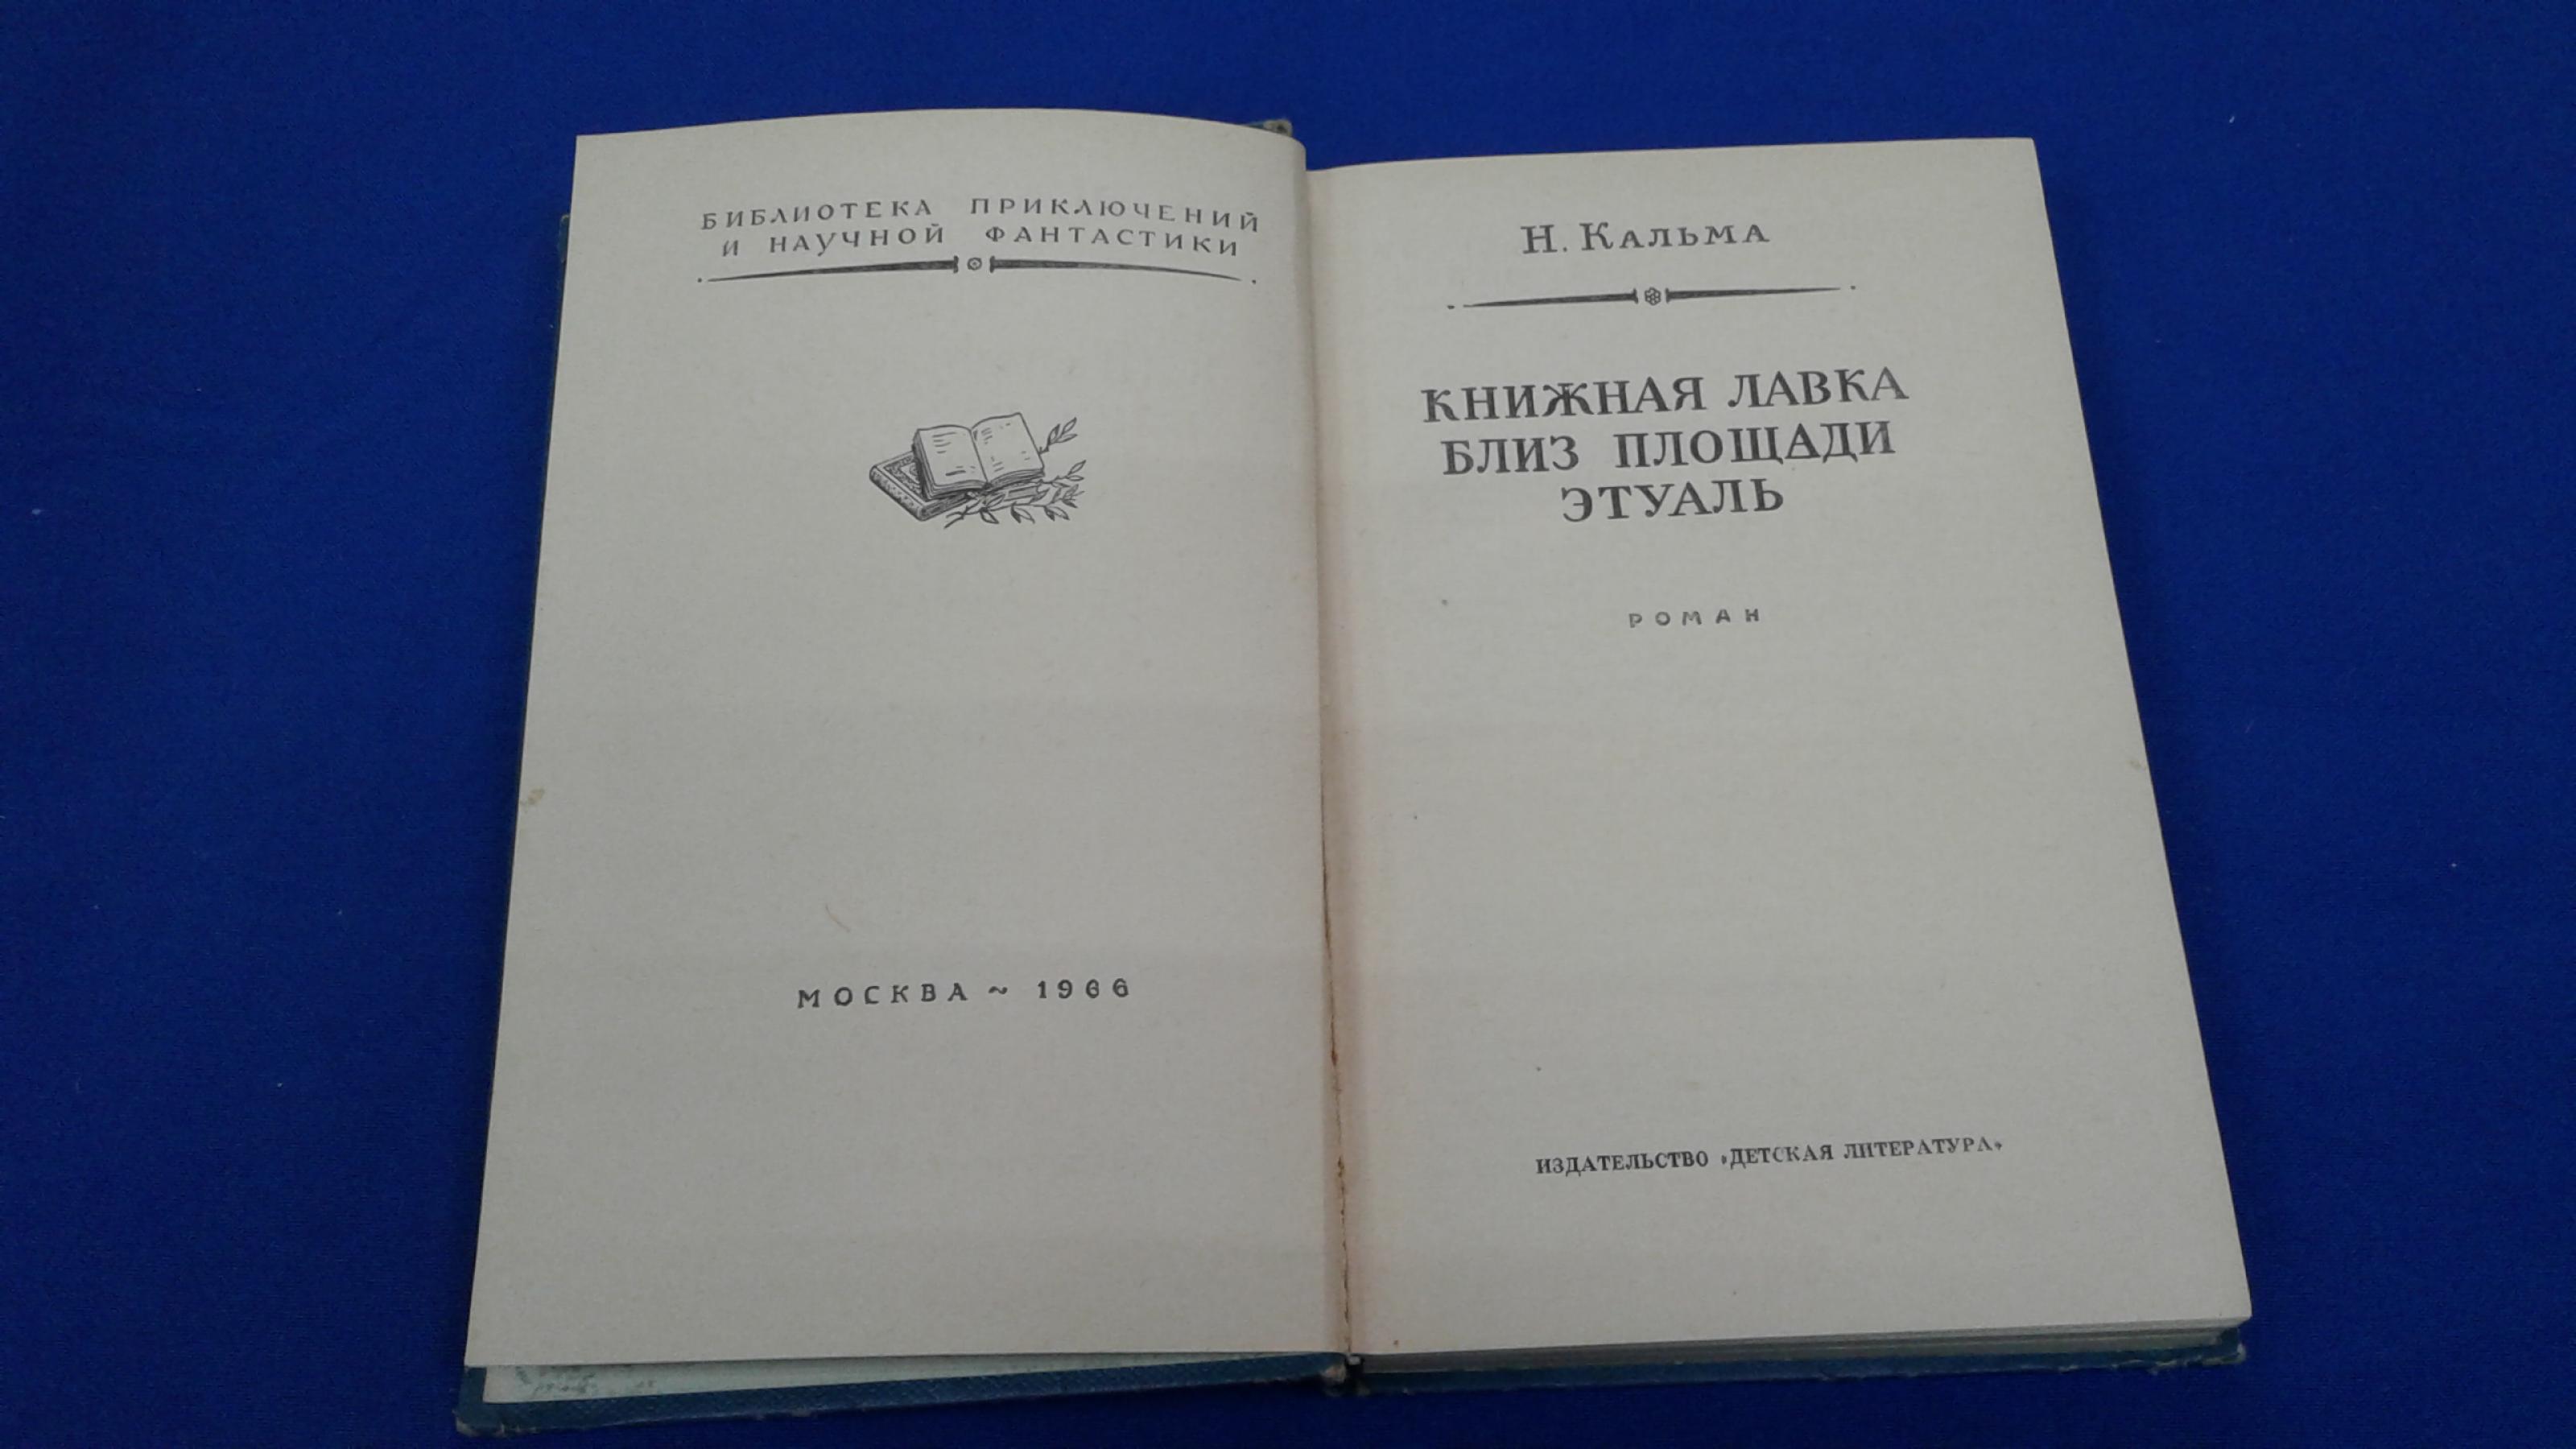 БИБЛИОТЕКА ПРИКЛЮЧЕНИЙ
И НАУЧНОЙ ФАНТАСТИКИ
МОСКВА ~ 1966
Н. КАЛЬМА
КНИЖНАЯ ЛАВКА
БЛИЗ ПЛОЩАДИ
ЭТУАЛЬ
РОМАН
ИЗДАТЕЛЬСТВО «ДЕТСКАЯ ЛИТЕРАТУРА»